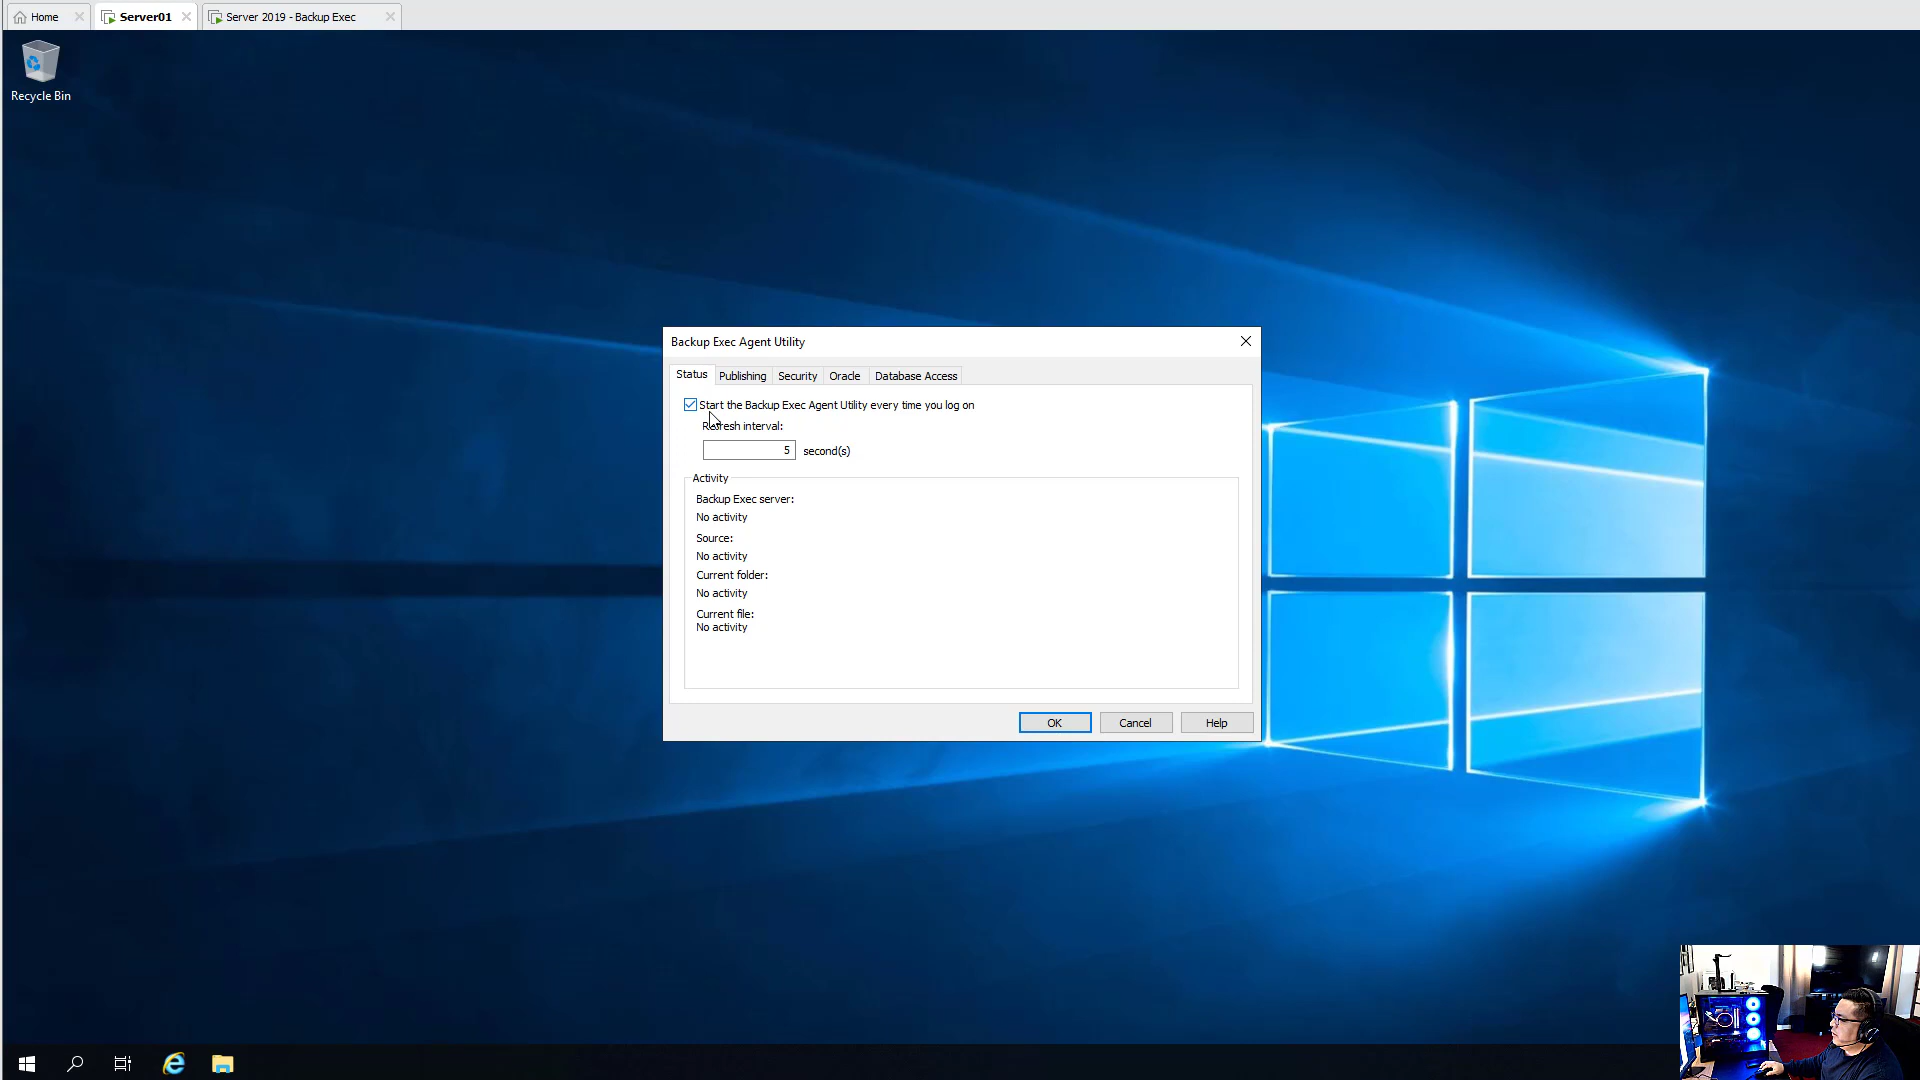 Home
Server01
Server 2019 - Backup Exec
Recycle Bin
Backup Exec Agent Utility
Status
Publishing
Security
Oracle
Database Access
Start the Backup Exec Agent Utility every time you log on
Refresh interval:
5 second(s)
Activity
Backup Exec server:
No activity
Source:
No activity
Current folder:
No activity
Current file:
No activity
OK
Cancel
Help